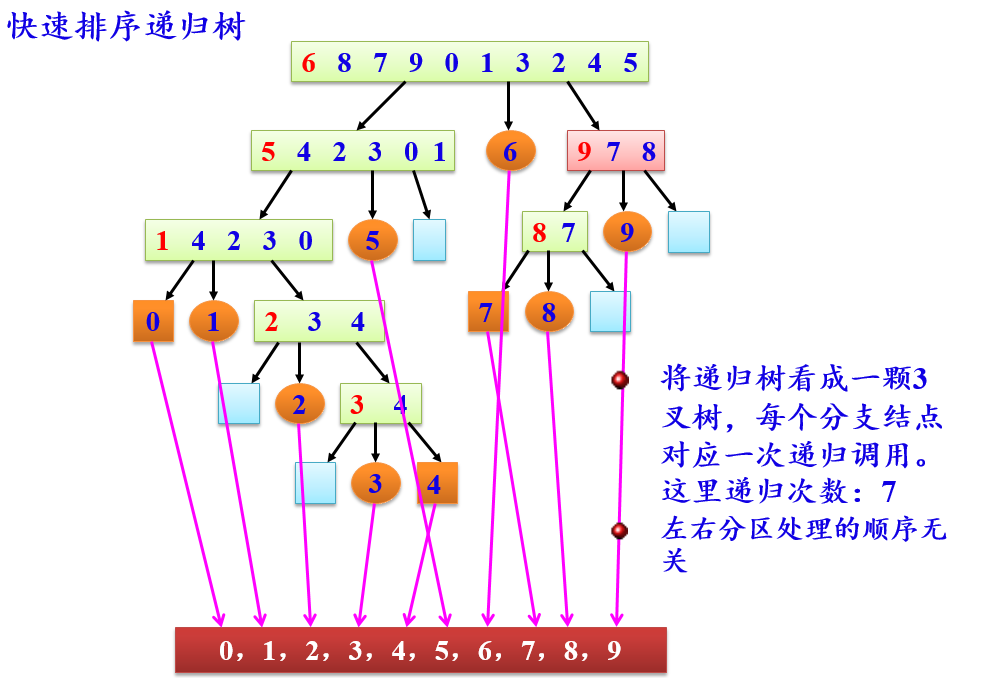 快速排序递归树
6 8 7 9 0 1 3 2 4 5
5 4 2 3 0 1
6
9 7 8
1 4 2 3 0
5
8 7
9
0
1
2 3 4
7
8
2
3 4
3
4
将递归树看成一颗3
叉树，每个分支结点
对应一次递归调用。
这里递归次数：7
左右分区处理的顺序无
关
0，1，2，3，4，5，6，7，8，9